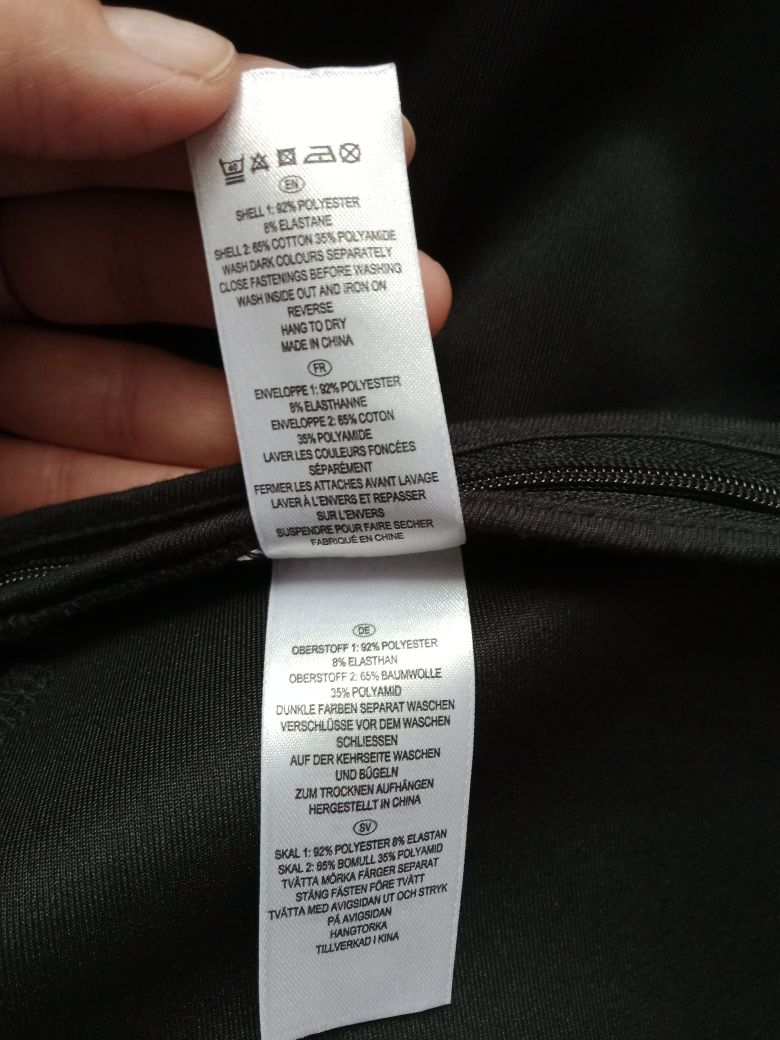 40
EN
SHELL 1: 92% POLYESTER
8% ELASTANE
SHELL 2: 65% COTTON 35% POLYAMIDE
WASH DARK COLOURS SEPARATELY
CLOSE FASTENINGS BEFORE WASHING
WASH INSIDE OUT AND IRON ON
REVERSE
HANG TO DRY
MADE IN CHINA
FR
ENVELOPPE 1: 92% POLYESTER
8% ELASTHANNE
ENVELOPPE 2: 65% COTON
35% POLYAMIDE
LAVER LES COULEURS FONCÉES
SÉPARÉMENT
FERMER LES ATTACHES AVANT LAVAGE
LAVER À L'ENVERS ET REPASSER
SUR L'ENVERS
SUSPENDRE POUR FAIRE SECHER
FABRIQUÉ EN CHINE
DE
OBERSTOFF 1: 92% POLYESTER
8% ELASTHAN
OBERSTOFF 2: 65% BAUMWOLLE
35% POLYAMID
DUNKLE FARBEN SEPARAT WASCHEN
VERSCHLÜSSE VOR DEM WASCHEN
SCHLIESSEN
AUF DER KEHRSEITE WASCHEN
UND BÜGELN
ZUM TROCKNEN AUFHÄNGEN
HERGESTELLT IN CHINA
SV
SKAL 1: 92% POLYESTER 8% ELASTAN
SKAL 2: 65% BOMULL 35% POLYAMID
TVÄTTA MÖRKA FÄRGER SEPARAT
STÄNG FÄSTEN FÖRE TVÄTT
TVÄTTA MED AVIGSIDAN UT OCH STRYK
PÅ AVIGSIDAN
HANGTORKA
TILLVERKAD I KINA